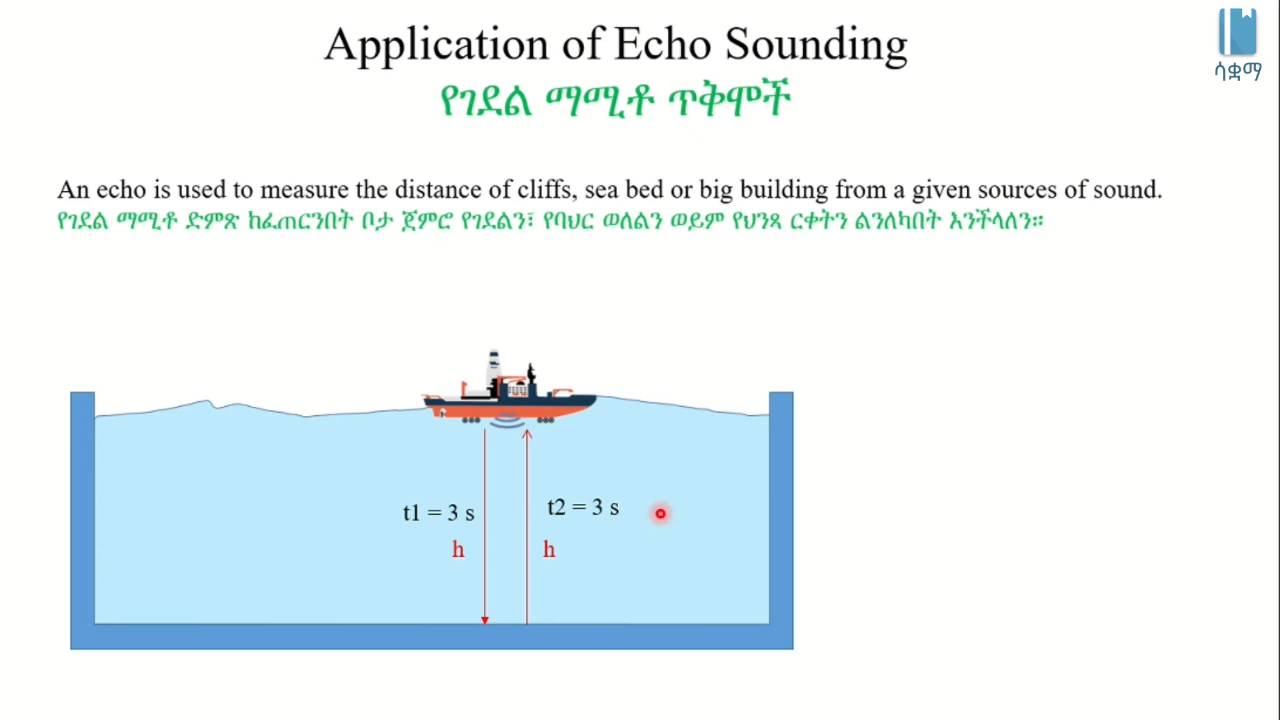 Application of Echo Sounding
የገደል ማሚቶ ጥቅሞች
ሳቋማ
An echo is used to measure the distance of cliffs, sea bed or big building from a given sources of sound.
የገደል ማሚቶ ድምጽ ከፈጠርንበት ቦታ ጀምሮ የገደልን፣ የባህር ወለልን ወይም የህንጻ ርቀትን ልንለካበት እንችላለን።
t1 = 3 s
t2 = 3 s
h
h